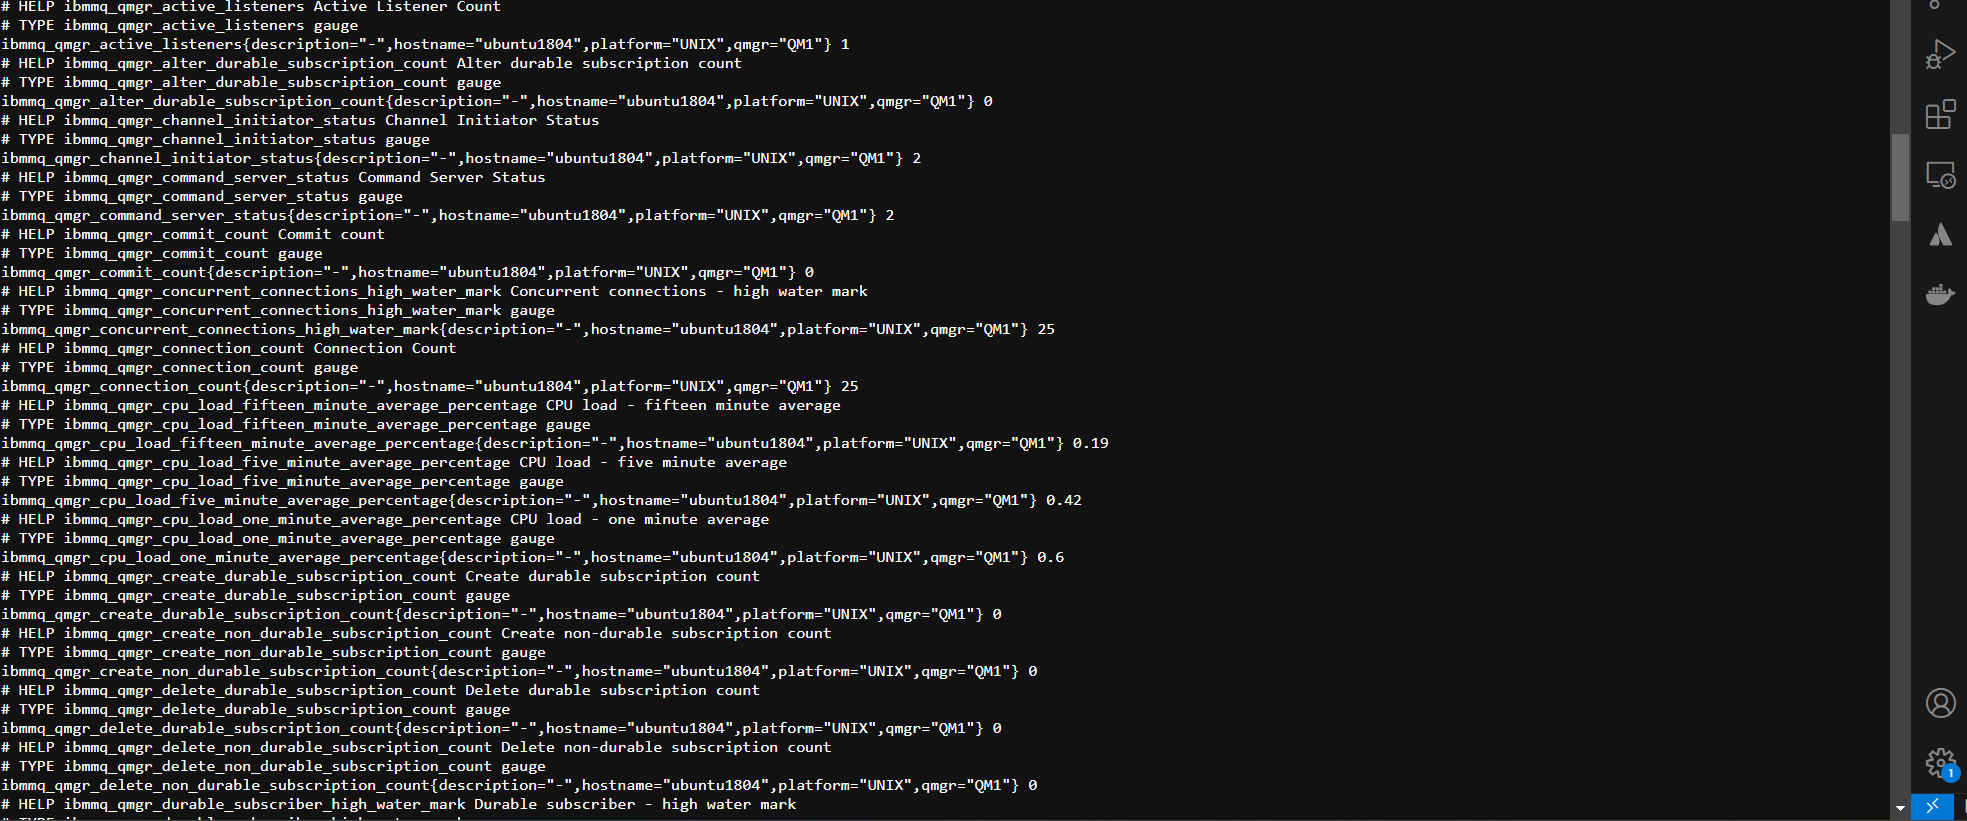 # HELP ibmmq_qmgr_active_listeners Active Listener Count
# TYPE ibmmq_qmgr_active_listeners gauge
ibmmq_qmgr_active_listeners{description="-",hostname="ubuntu1804",platform="UNIX",qmgr="QM1"} 1
# HELP ibmmq_qmgr_alter_durable_subscription_count Alter durable subscription count
# TYPE ibmmq_qmgr_alter_durable_subscription_count gauge
ibmmq_qmgr_alter_durable_subscription_count{description="-",hostname="ubuntu1804",platform="UNIX",qmgr="QM1"} 0
# HELP ibmmq_qmgr_channel_initiator_status Channel Initiator Status
# TYPE ibmmq_qmgr_channel_initiator_status gauge
ibmmq_qmgr_channel_initiator_status{description="-",hostname="ubuntu1804",platform="UNIX",qmgr="QM1"} 2
# HELP ibmmq_qmgr_command_server_status Command Server Status
# TYPE ibmmq_qmgr_command_server_status gauge
ibmmq_qmgr_command_server_status{description="-",hostname="ubuntu1804",platform="UNIX",qmgr="QM1"} 2
# HELP ibmmq_qmgr_commit_count Commit count
# TYPE ibmmq_qmgr_commit_count gauge
ibmmq_qmgr_commit_count{description="-",hostname="ubuntu1804",platform="UNIX",qmgr="QM1"} 0
# HELP ibmmq_qmgr_concurrent_connections_high_water_mark Concurrent connections - high water mark
# TYPE ibmmq_qmgr_concurrent_connections_high_water_mark gauge
ibmmq_qmgr_concurrent_connections_high_water_mark{description="-",hostname="ubuntu1804",platform="UNIX",qmgr="QM1"} 25
# HELP ibmmq_qmgr_connection_count Connection Count
# TYPE ibmmq_qmgr_connection_count gauge
ibmmq_qmgr_connection_count{description="-",hostname="ubuntu1804",platform="UNIX",qmgr="QM1"} 25
# HELP ibmmq_qmgr_cpu_load_fifteen_minute_average_percentage CPU load - fifteen minute average
# TYPE ibmmq_qmgr_cpu_load_fifteen_minute_average_percentage gauge
ibmmq_qmgr_cpu_load_fifteen_minute_average_percentage{description="-",hostname="ubuntu1804",platform="UNIX",qmgr="QM1"} 0.19
# HELP ibmmq_qmgr_cpu_load_five_minute_average_percentage CPU load - five minute average
# TYPE ibmmq_qmgr_cpu_load_five_minute_average_percentage gauge
ibmmq_qmgr_cpu_load_five_minute_average_percentage{description="-",hostname="ubuntu1804",platform="UNIX",qmgr="QM1"} 0.42
# HELP ibmmq_qmgr_cpu_load_one_minute_average_percentage CPU load - one minute average
# TYPE ibmmq_qmgr_cpu_load_one_minute_average_percentage gauge
ibmmq_qmgr_cpu_load_one_minute_average_percentage{description="-",hostname="ubuntu1804",platform="UNIX",qmgr="QM1"} 0.6
# HELP ibmmq_qmgr_create_durable_subscription_count Create durable subscription count
# TYPE ibmmq_qmgr_create_durable_subscription_count gauge
ibmmq_qmgr_create_durable_subscription_count{description="-",hostname="ubuntu1804",platform="UNIX",qmgr="QM1"} 0
# HELP ibmmq_qmgr_create_non_durable_subscription_count Create non-durable subscription count
# TYPE ibmmq_qmgr_create_non_durable_subscription_count gauge
ibmmq_qmgr_create_non_durable_subscription_count{description="-",hostname="ubuntu1804",platform="UNIX",qmgr="QM1"} 0
# HELP ibmmq_qmgr_delete_durable_subscription_count Delete durable subscription count
# TYPE ibmmq_qmgr_delete_durable_subscription_count gauge
ibmmq_qmgr_delete_durable_subscription_count{description="-",hostname="ubuntu1804",platform="UNIX",qmgr="QM1"} 0
# HELP ibmmq_qmgr_delete_non_durable_subscription_count Delete non-durable subscription count
# TYPE ibmmq_qmgr_delete_non_durable_subscription_count gauge
ibmmq_qmgr_delete_non_durable_subscription_count{description="-",hostname="ubuntu1804",platform="UNIX",qmgr="QM1"} 0
# HELP ibmmq_qmgr_durable_subscriber_high_water_mark Durable subscriber - high water mark
1